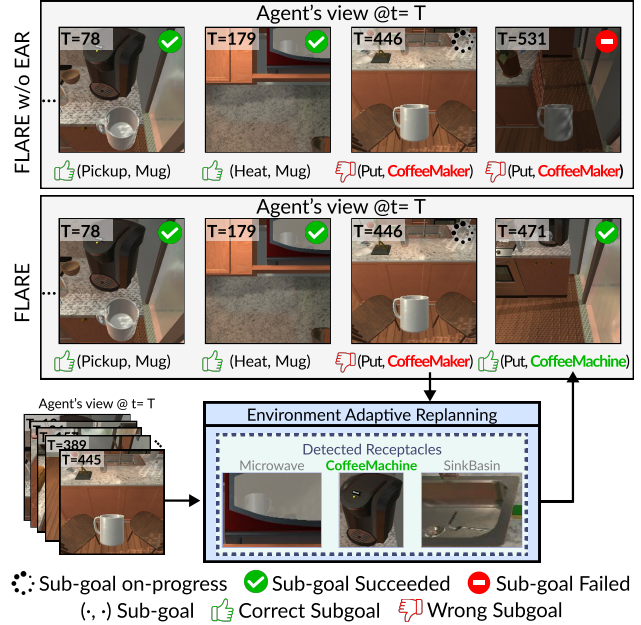 Agent's view @t= T
FLARE w/o EAR
T=78
T=179
T=446
T=531
(Pickup, Mug)
(Heat, Mug)
(Put, CoffeeMaker)
(Put, CoffeeMaker)
Agent's view @t= T
FLARE
T=78
T=179
T=446
T=471
(Pickup, Mug)
(Heat, Mug)
(Put, CoffeeMaker)
(Put, CoffeeMachine)
Agent's view @ t= T
T=389
T=445
Environment Adaptive Replanning
Detected Receptacles
Microwave
CoffeeMachine
SinkBasin
Sub-goal on-progress
Sub-goal Succeeded
Sub-goal Failed
(·, ·) Sub-goal
Correct Subgoal
Wrong Subgoal